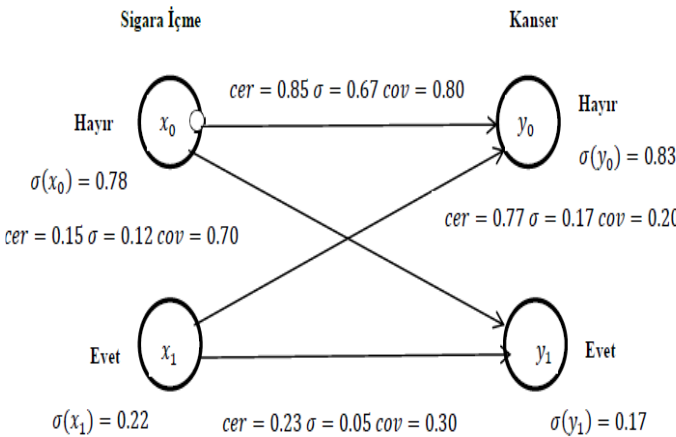 Sigara İçme
Kanser
cer = 0.85 σ = 0.67 cov = 0.80
Hayır
x₀
y₀
Hayır
σ(x₀) = 0.78
σ(y₀) = 0.83
cer = 0.15 σ = 0.12 cov = 0.70
cer = 0.77 σ = 0.17 cov = 0.20
Evet
x₁
y₁
Evet
σ(x₁) = 0.22
cer = 0.23 σ = 0.05 cov = 0.30
σ(y₁) = 0.17